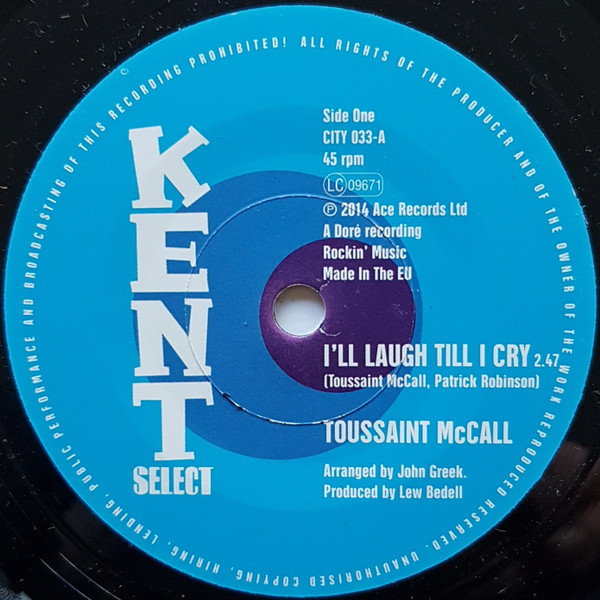 ALL RIGHTS OF THE PRODUCER AND OF THE OWNER OF THE WORK REPRODUCED RESERVED. UNAUTHORISED COPYING, HIRING, LENDING, PUBLIC PERFORMANCE AND BROADCASTING OF THIS RECORDING PROHIBITED!
©
KENT
SELECT
Side One
CITY 033-A
45 rpm
LC 09671
℗ 2014 Ace Records Ltd
A Doré recording
Rockin' Music
Made In The EU
I'LL LAUGH TILL I CRY 2.47
(Toussaint McCall, Patrick Robinson)
TOUSSAINT McCALL
Arranged by John Greek.
Produced by Lew Bedell